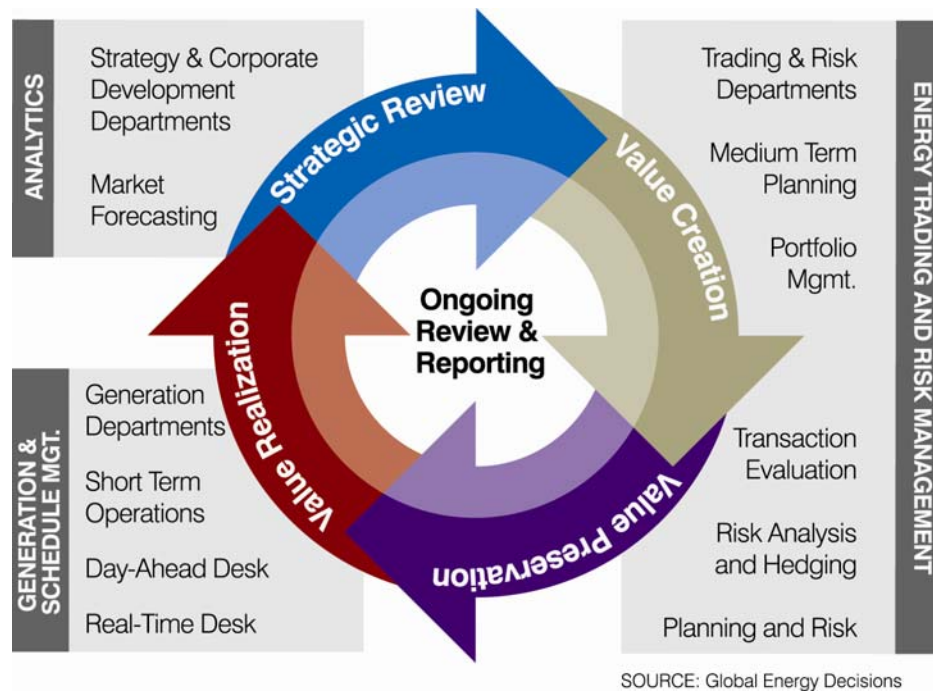 ANALYTICS
Strategy & Corporate
Development
Departments
Market
Forecasting
Strategic Review
Value Creation
Trading & Risk
Departments
Medium Term
Planning
Portfolio
Mgmt.
ENERGY TRADING AND RISK MANAGEMENT
Ongoing
Review &
Reporting
GENERATION &
SCHEDULE MGT.
Generation
Departments
Short Term
Operations
Day-Ahead Desk
Real-Time Desk
Value Realization
Value Preservation
Transaction
Evaluation
Risk Analysis
and Hedging
Planning and Risk
SOURCE: Global Energy Decisions